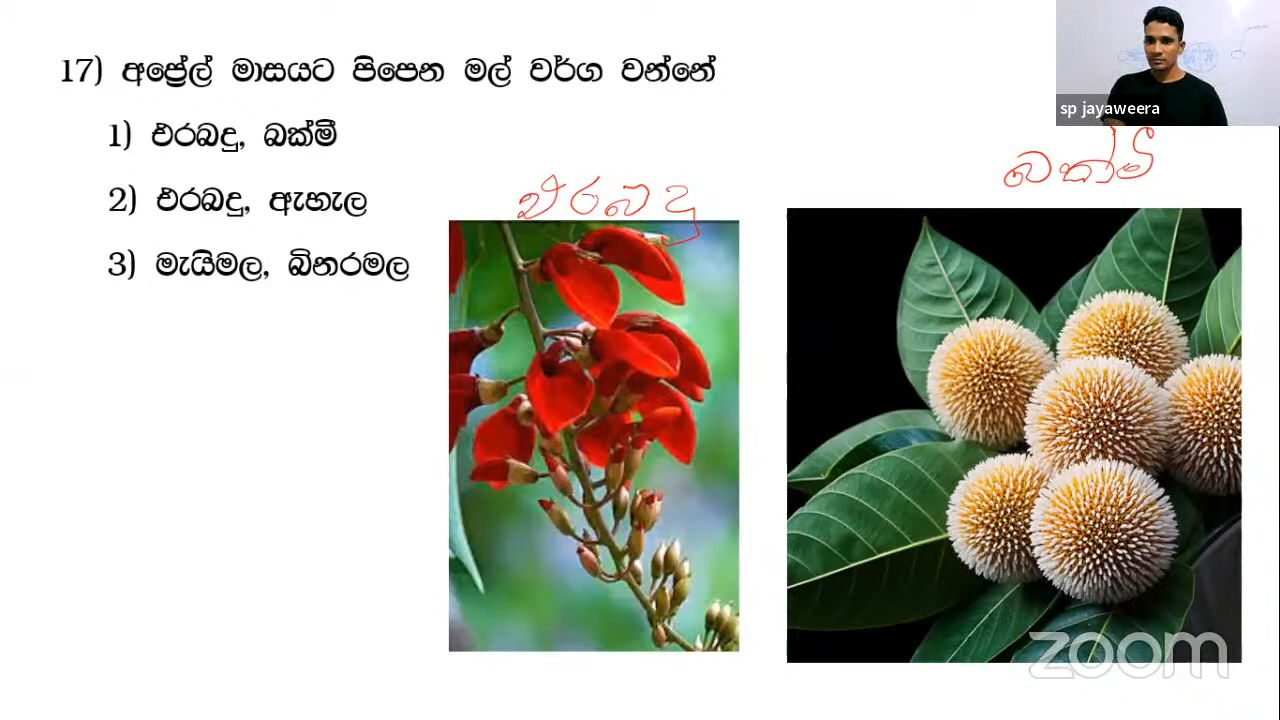 17) අප්‍රේල් මාසයට පිපෙන මල් වර්ග වන්නේ
1) එරබදු, බක්මී
2) එරබදු, ඇහැල
3) මැයිමල, බිනරමල
එරබදු
බක්මී
sp jayaweera
zoom